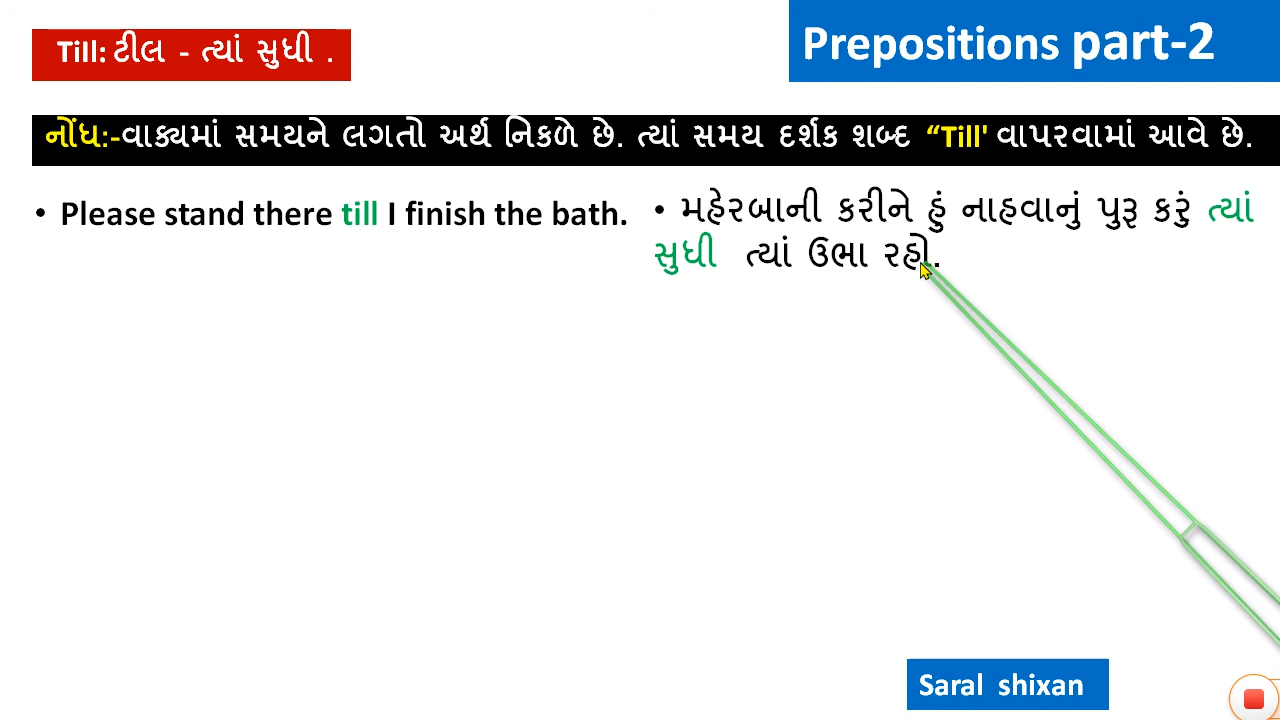 Till: ટીલ - ત્યાં સુધી .
Prepositions part-2
નોંધ:-વાક્યમાં સમયને લગતો અર્થ નિકળે છે. ત્યાં સમય દર્શક શબ્દ “Till' વાપરવામાં આવે છે.
• Please stand there till I finish the bath.
• મહેરબાની કરીને હું નાહવાનું પુરૂ કરું ત્યાં
સુધી ત્યાં ઉભા રહો.
Saral shixan